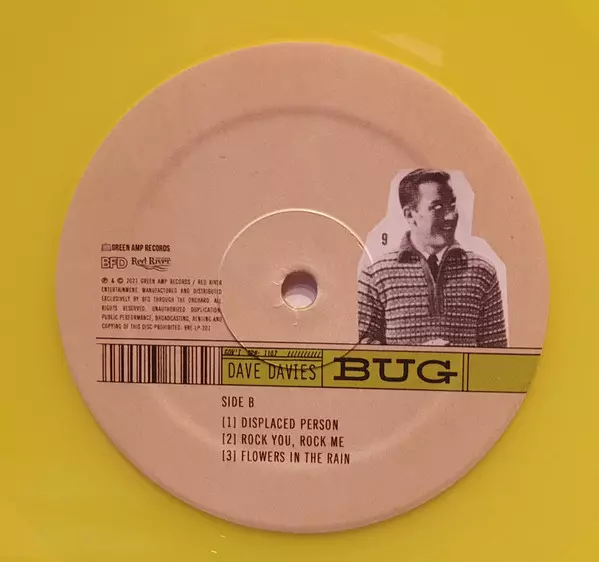 GREEN AMP RECORDS
BFD Red River
℗ & © 2023 GREEN AMP RECORDS / RED RIVER
ENTERTAINMENT. MANUFACTURED AND DISTRIBUTED
EXCLUSIVELY BY BFD THROUGH THE ORCHARD. ALL
RIGHTS RESERVED. UNAUTHORIZED DUPLICATION,
PUBLIC PERFORMANCE, BROADCASTING, RENTING AND
COPYING OF THIS DISC PROHIBITED.
9
DAVE DAVIES
BUG
SIDE B
[1] DISPLACED PERSON
[2] ROCK YOU, ROCK ME
[3] FLOWERS IN THE RAIN